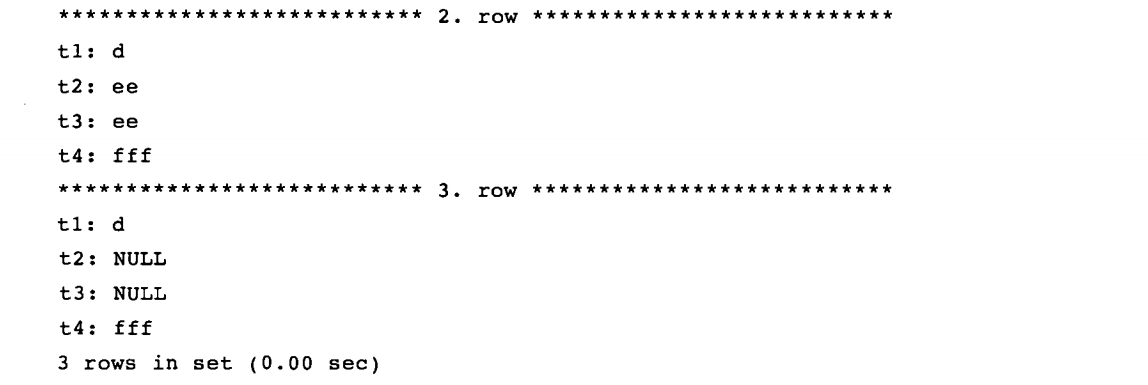 *************************** 2. row ***************************
t1: d
t2: ee
t3: ee
t4: fff
*************************** 3. row ***************************
t1: d
t2: NULL
t3: NULL
t4: fff
3 rows in set (0.00 sec)